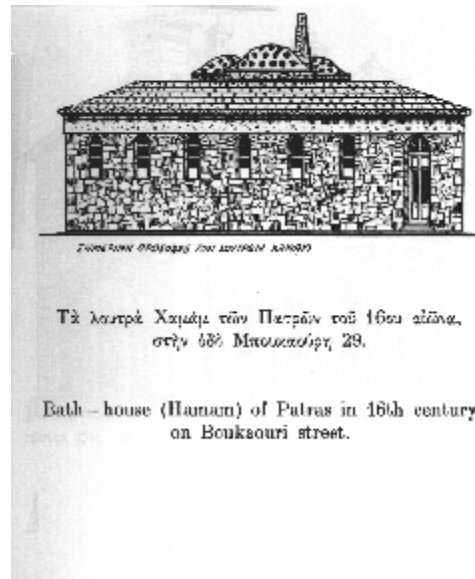 Τὰ λουτρὰ Χαμὰμ τῶν Πατρῶν τοῦ 16ου αἰῶνα,
στὴν ὁδὸ Μπουκαούρη 29.
Bath – house (Hamam) of Patras in 16th century
on Boukaouri street.